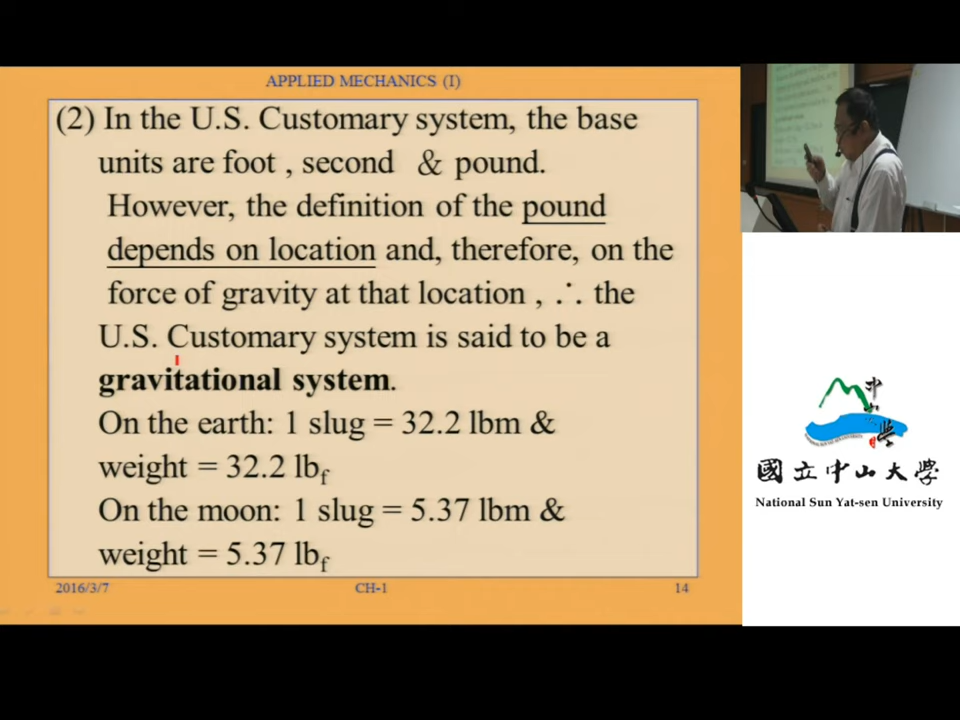 APPLIED MECHANICS (I)
(2) In the U.S. Customary system, the base
units are foot , second & pound.
However, the definition of the pound
depends on location and, therefore, on the
force of gravity at that location , ∴ the
U.S. Customary system is said to be a
gravitational system.
On the earth: 1 slug = 32.2 lbm &
weight = 32.2 lbf
On the moon: 1 slug = 5.37 lbm &
weight = 5.37 lbf
2016/3/7
CH-1
14
國立中山大學
National Sun Yat-sen University